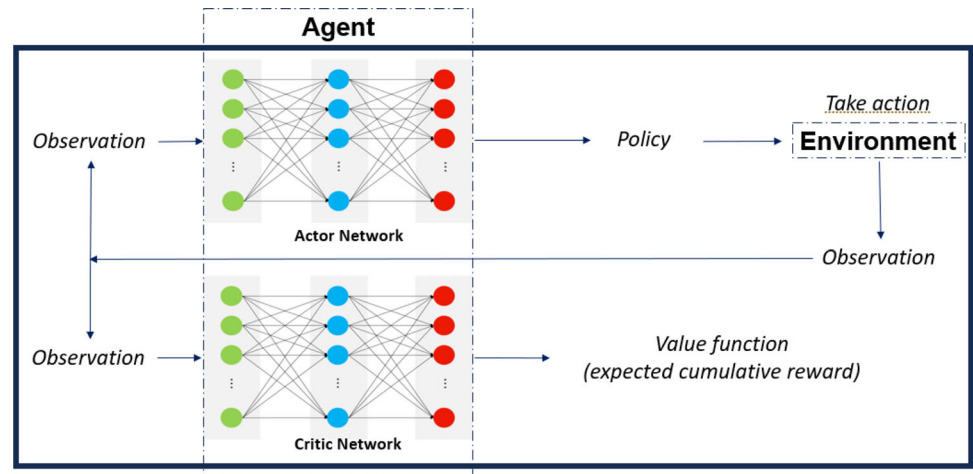 Agent
Observation
Policy
Take action
Environment
Actor Network
Observation
Observation
Value function
(expected cumulative reward)
Critic Network